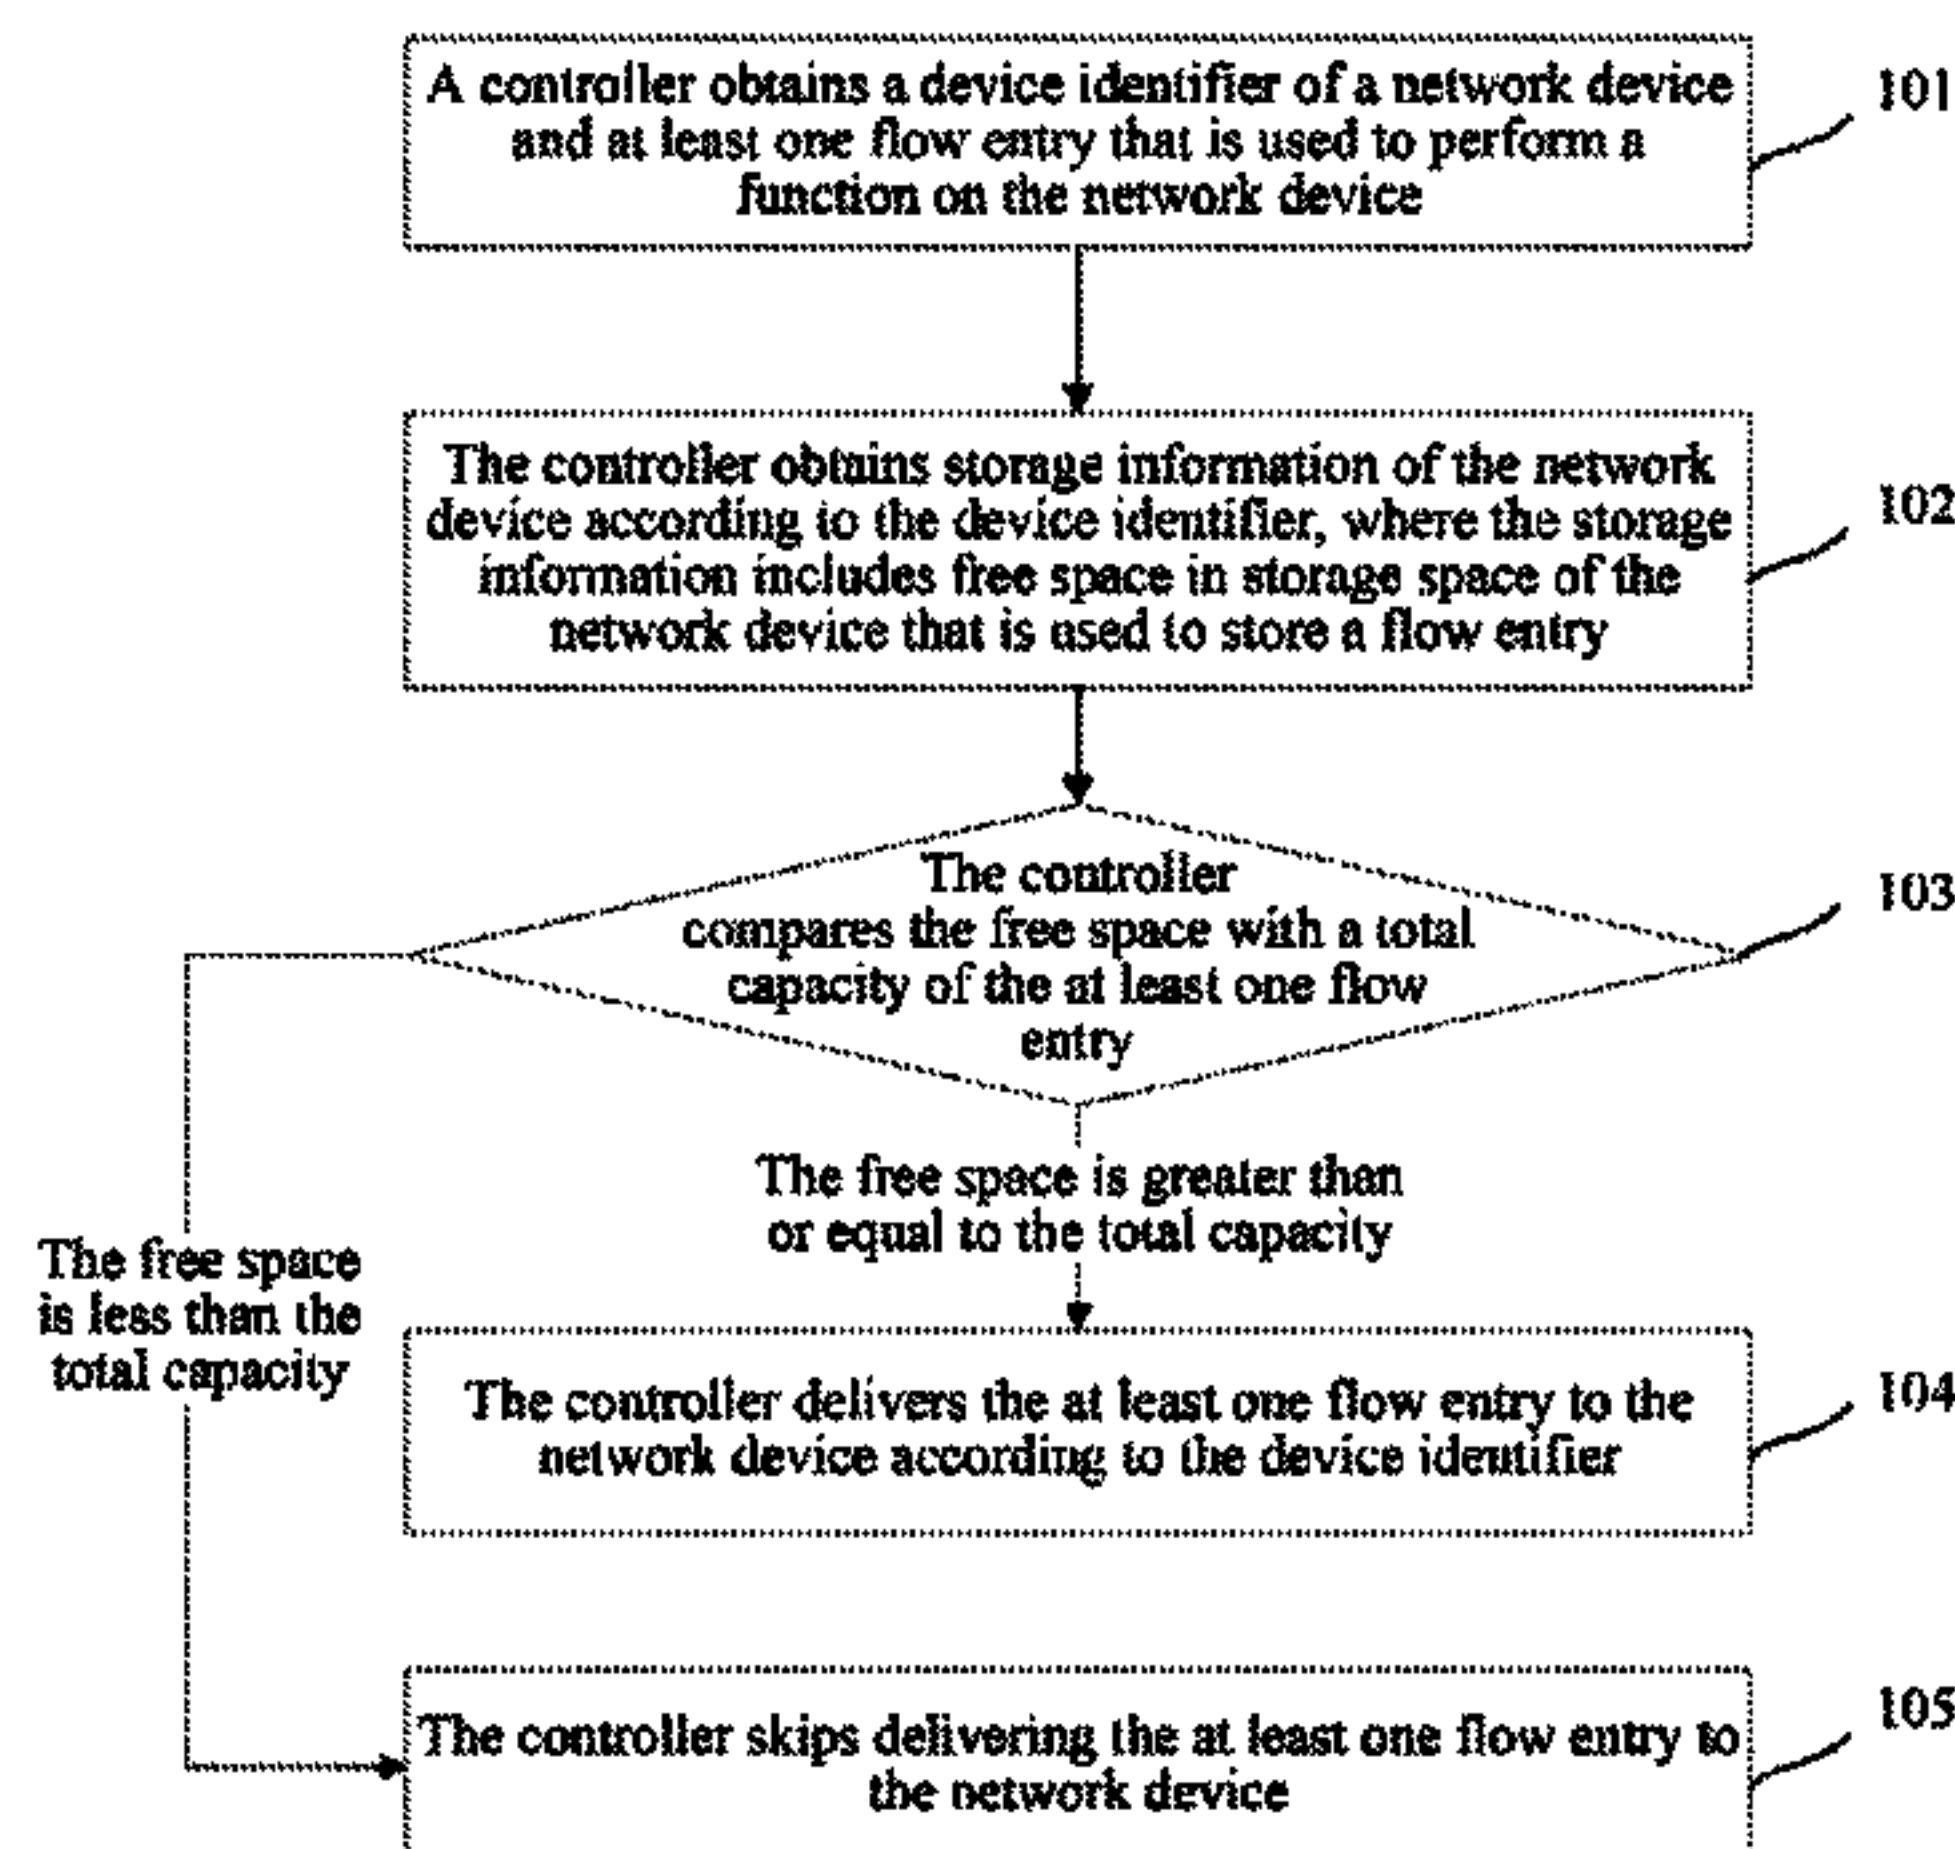 A controller obtains a device identifier of a network device
and at least one flow entry that is used to perform a
function on the network device
101
The controller obtains storage information of the network
device according to the device identifier, where the storage
information includes free space in storage space of the
network device that is used to store a flow entry
102
The controller
compares the free space with a total
capacity of the at least one flow
entry
103
The free space is greater than
or equal to the total capacity
The free space
is less than the
total capacity
The controller delivers the at least one flow entry to the
network device according to the device identifier
104
The controller skips delivering the at least one flow entry to
the network device
105